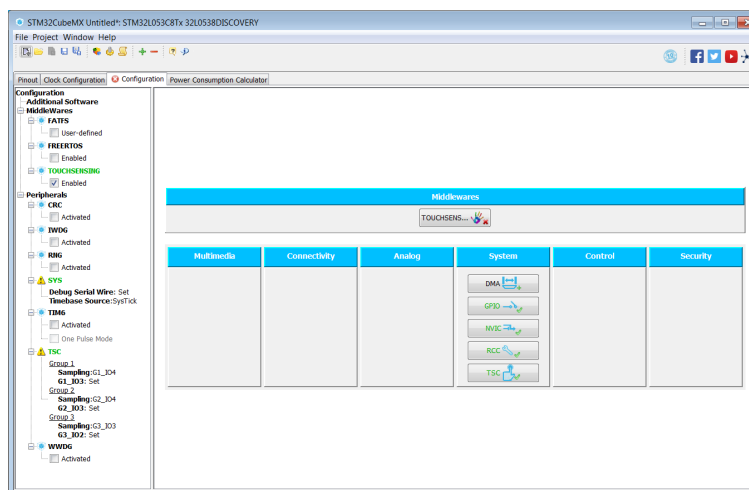 STM32CubeMX Untitled*: STM32L053C8Tx 32L0538DISCOVERY
File Project Window Help
Pinout Clock Configuration Configuration Power Consumption Calculator
Configuration
Additional Software
MiddleWares
FATFS
User-defined
FREERTOS
Enabled
TOUCHSENSING
Enabled
Peripherals
CRC
Activated
IWDG
Activated
RNG
Activated
SYS
Debug Serial Wire: Set
Timebase Source:SysTick
TIM6
Activated
One Pulse Mode
TSC
Group 1
Sampling:G1_IO4
G1_IO3: Set
Group 2
Sampling:G2_IO4
G2_IO3: Set
Group 3
Sampling:G3_IO3
G3_IO2: Set
WWDG
Activated
Middlewares
TOUCHSENS...
Multimedia Connectivity Analog System Control Security
DMA
GPIO
NVIC
RCC
TSC